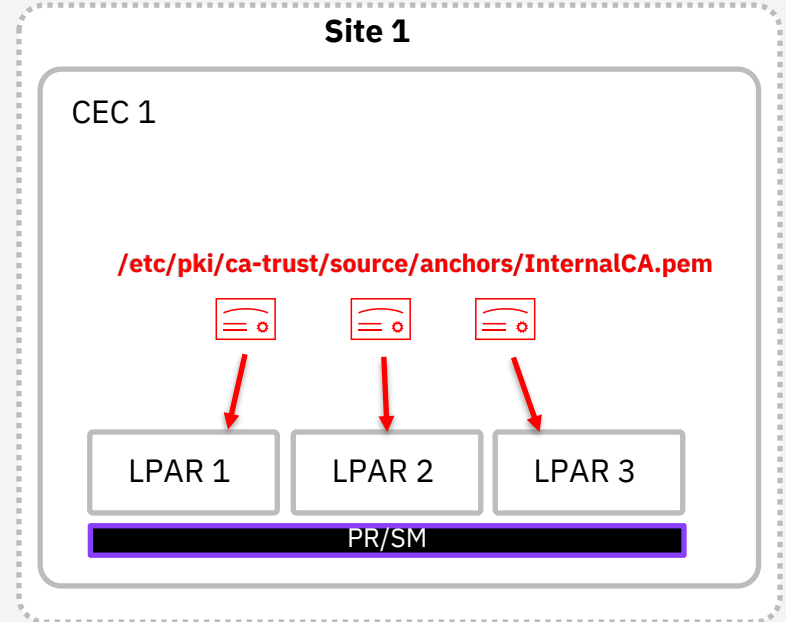 Site 1
CEC 1
/etc/pki/ca-trust/source/anchors/InternalCA.pem
LPAR 1
LPAR 2
LPAR 3
PR/SM